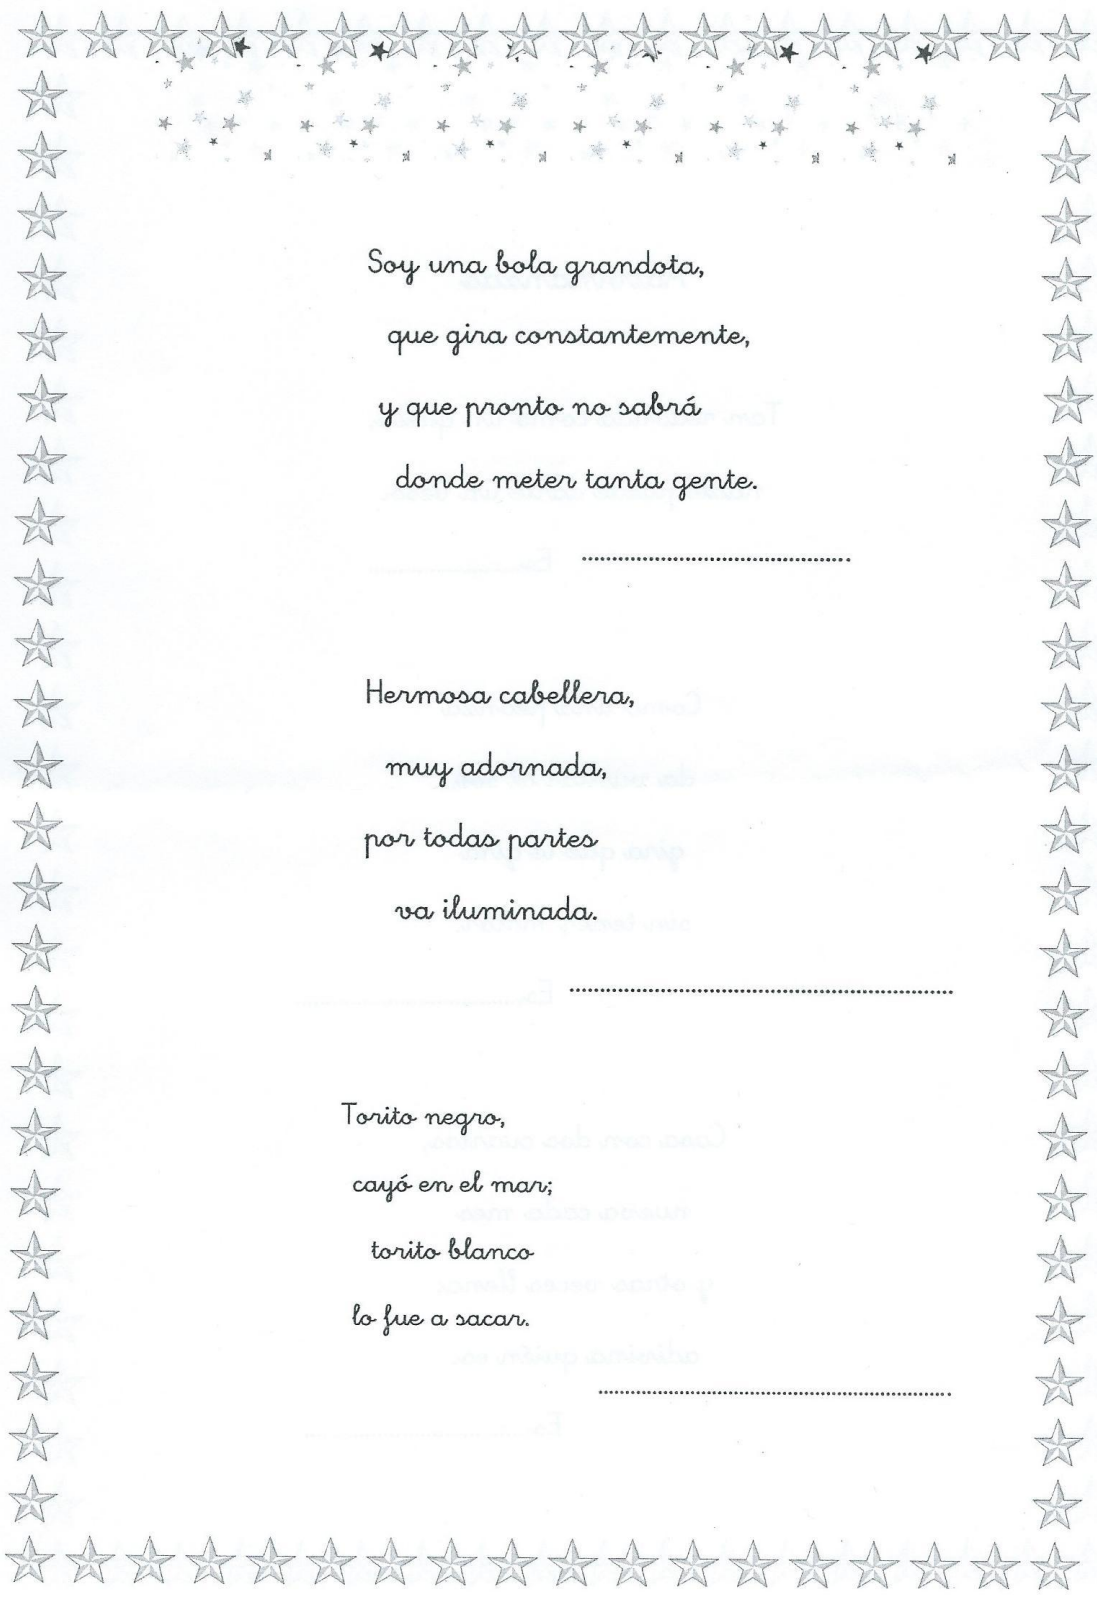 Soy una bola grandota,
que gira constantemente,
y que pronto no sabrá
donde meter tanta gente.
Hermosa cabellera,
muy adornada,
por todas partes
va iluminada.
Torito negro,
cayó en el mar;
torito blanco
lo fue a sacar.